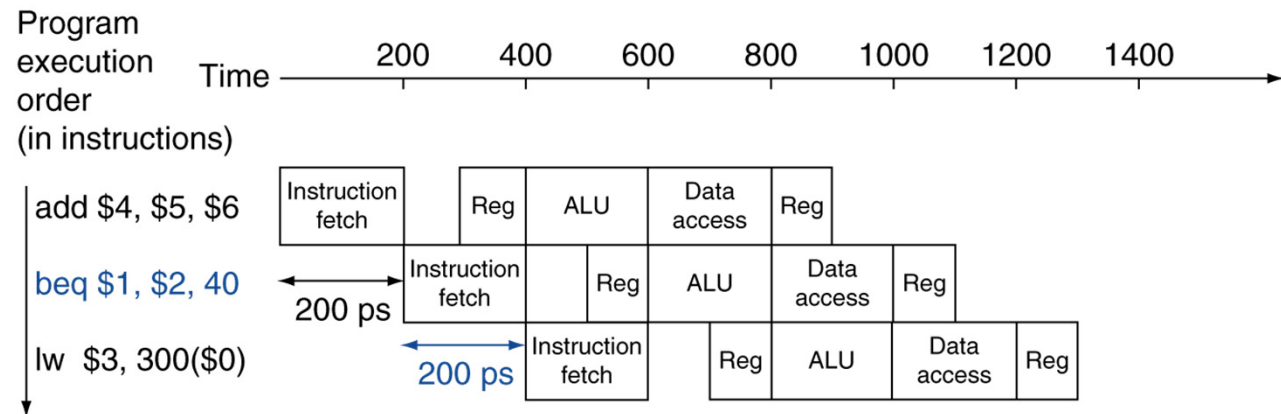 Program
execution
order
(in instructions)
Time
200 400 600 800 1000 1200 1400
add $4, $5, $6
Instruction
fetch
Reg
ALU
Data
access
Reg
beq $1, $2, 40
200 ps
Instruction
fetch
Reg
ALU
Data
access
Reg
lw $3, 300($0)
200 ps
Instruction
fetch
Reg
ALU
Data
access
Reg